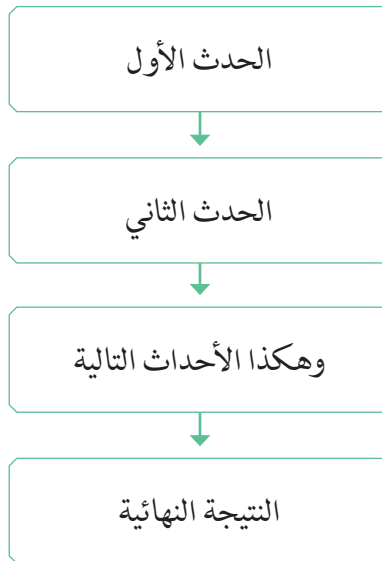 الحدث الأول
الحدث الثاني
وهكذا الأحداث التالية
النتيجة النهائية